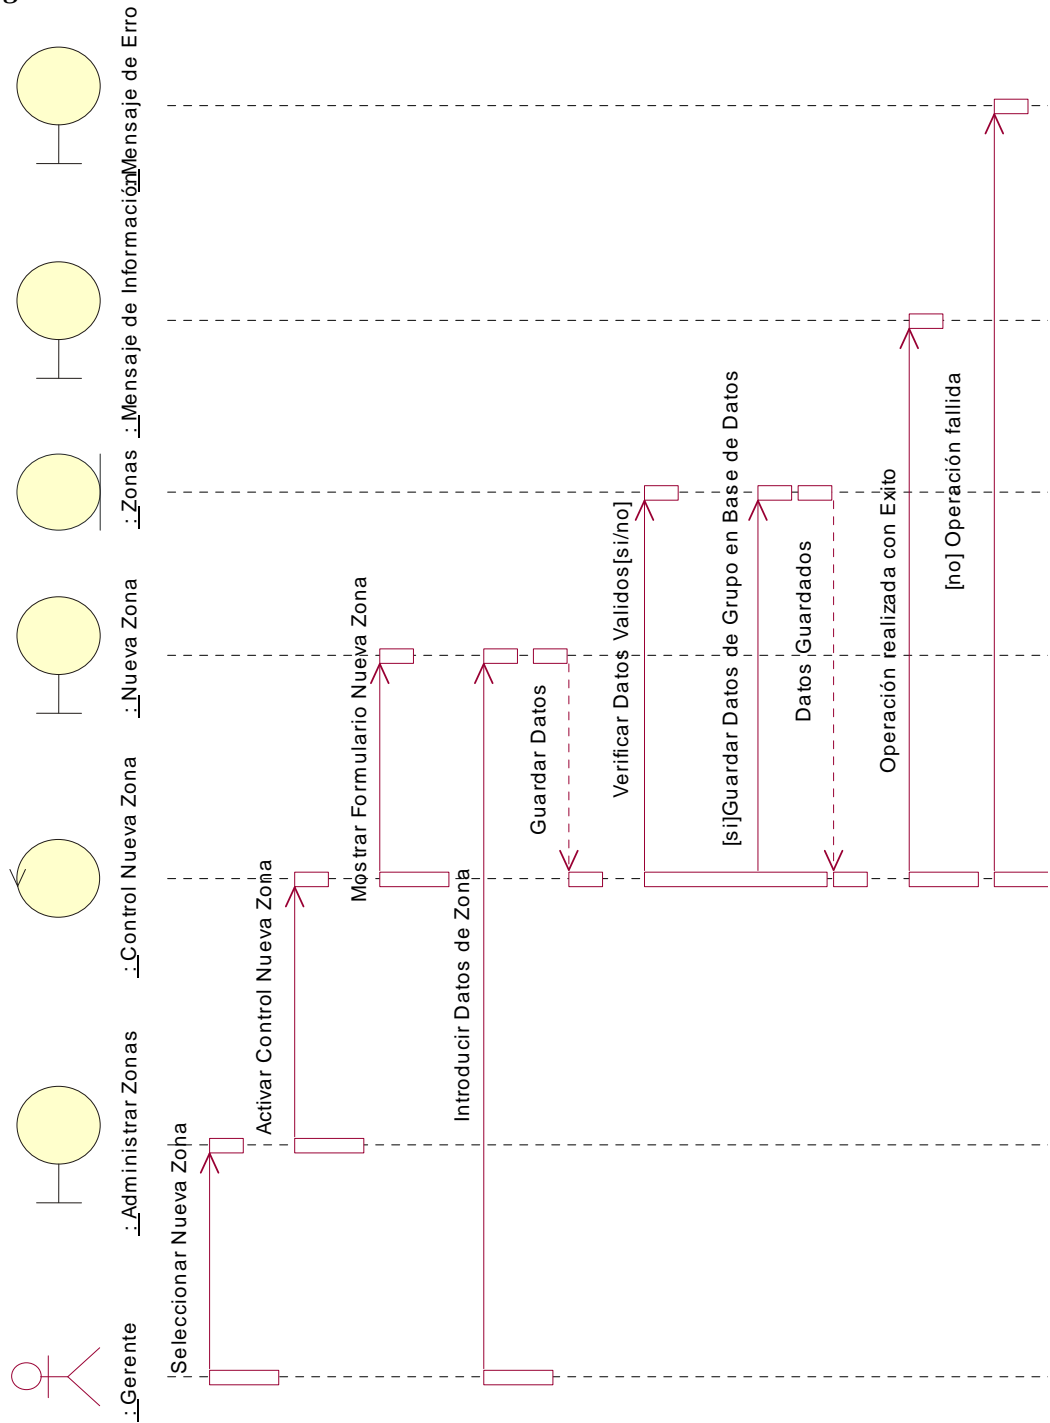 g
: Gerente
: Administrar Zonas
: Control Nueva Zona
: Nueva Zona
: Zonas
: Mensaje de Información
: Mensaje de Erro
Seleccionar Nueva Zona
Activar Control Nueva Zona
Mostrar Formulario Nueva Zona
Introducir Datos de Zona
Guardar Datos
Verificar Datos Validos[si/no]
[si]Guardar Datos de Grupo en Base de Datos
Datos Guardados
Operación realizada con Exito
[no] Operación fallida